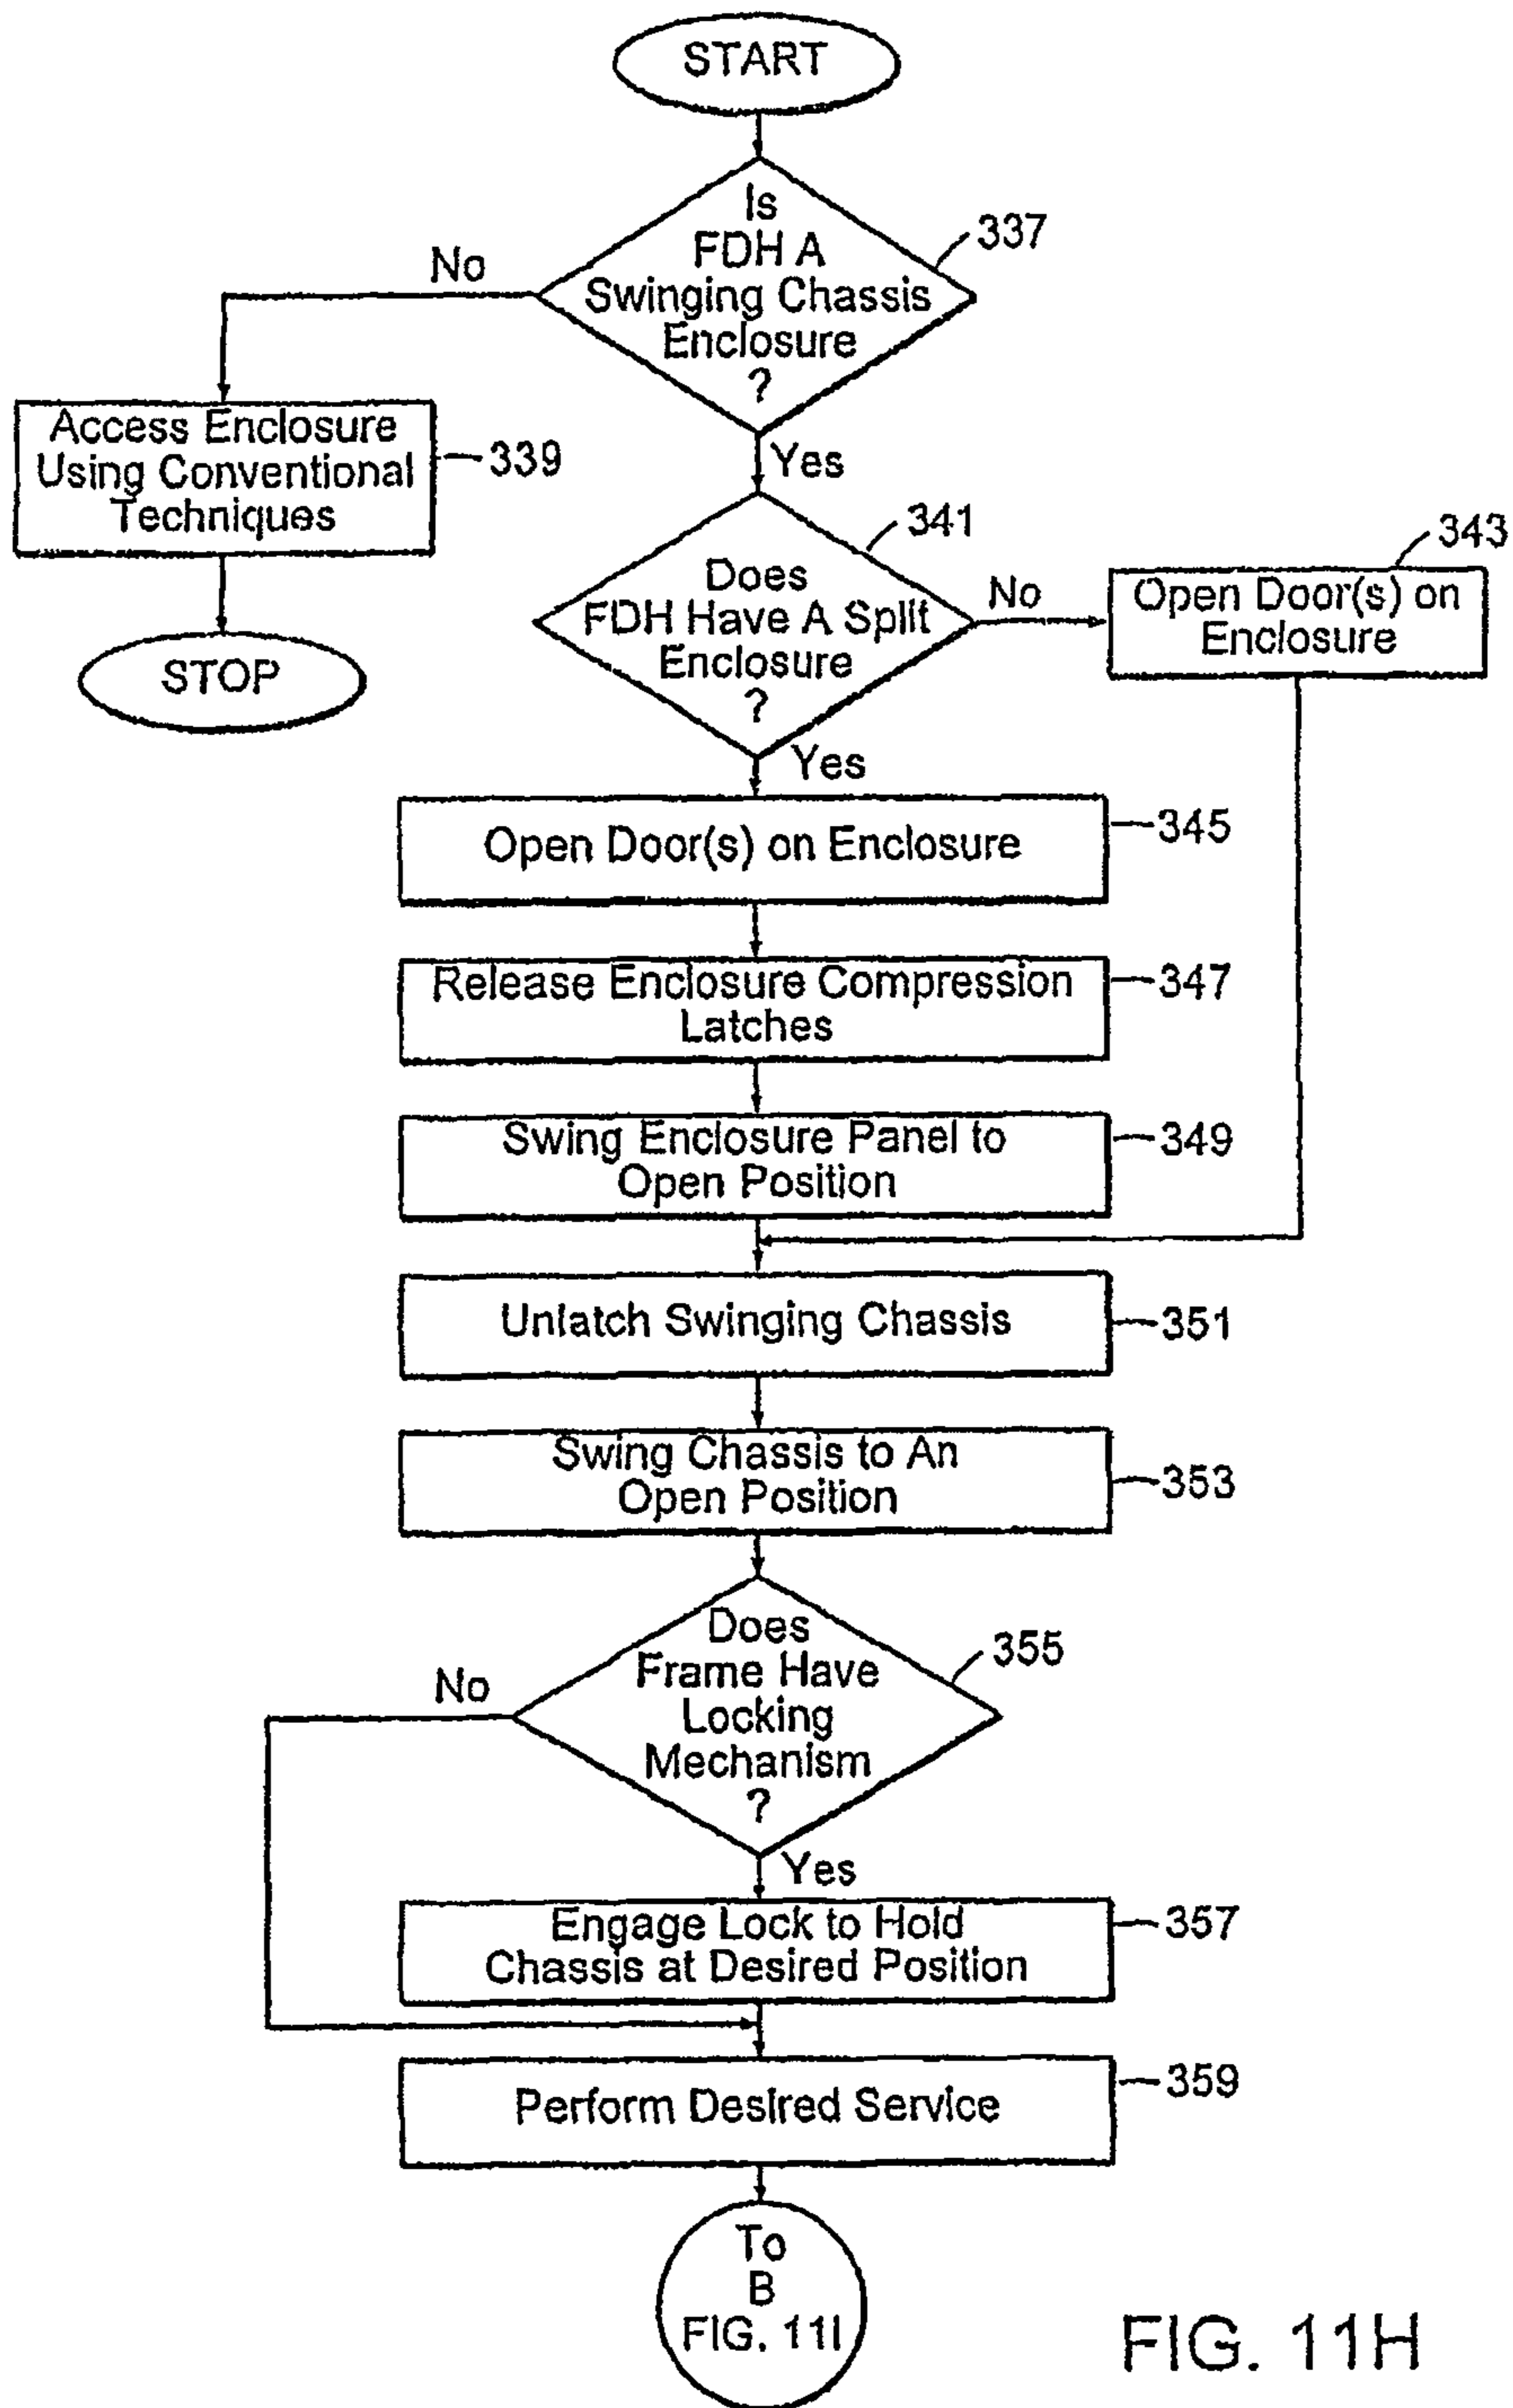 START
Is
FDH A
Swinging Chassis
Enclosure
?
337
No
Yes
Access Enclosure
Using Conventional
Techniques
339
STOP
341
Does
FDH Have A Split
Enclosure
?
No
Yes
343
Open Door(s) on
Enclosure
Open Door(s) on Enclosure
345
Release Enclosure Compression
Latches
347
Swing Enclosure Panel to
Open Position
349
Unlatch Swinging Chassis
351
Swing Chassis to An
Open Position
353
Does
Frame Have
Locking
Mechanism
?
355
No
Yes
Engage Lock to Hold
Chassis at Desired Position
357
Perform Desired Service
359
To
B
FIG. 11I
FIG. 11H